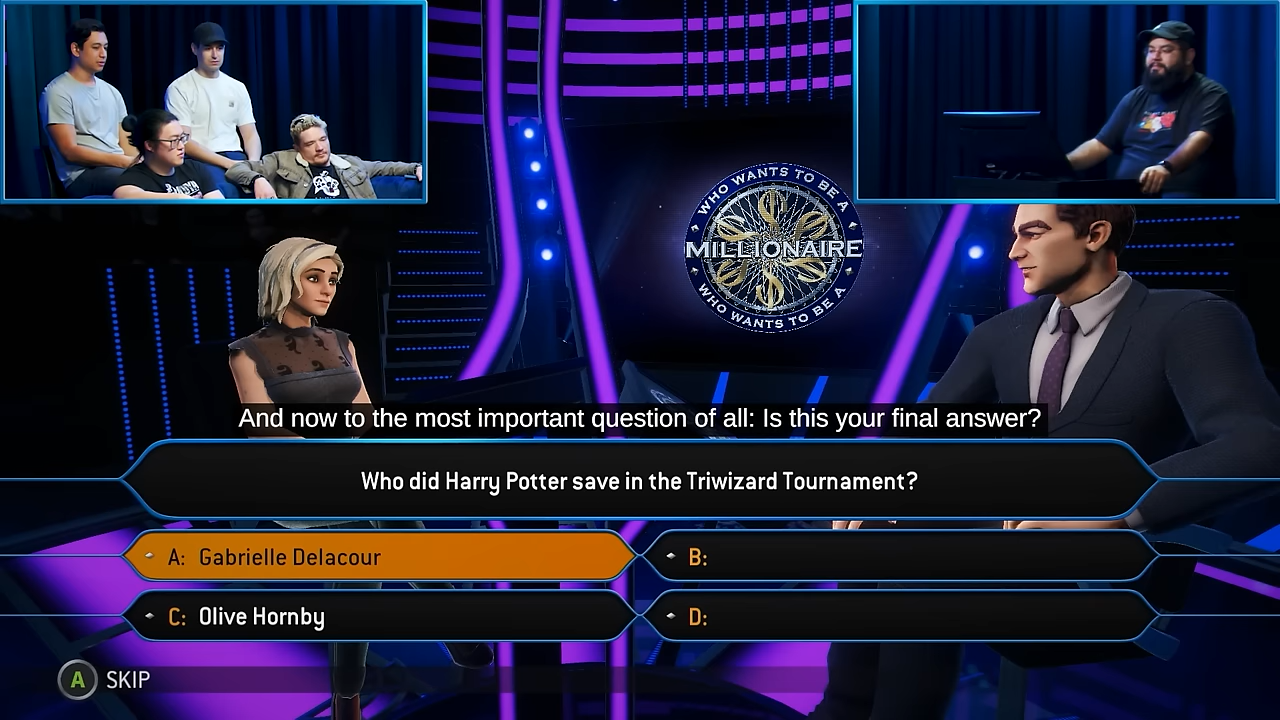 WHO WANTS TO BE A
MILLIONAIRE
WHO WANTS TO BE A
And now to the most important question of all: Is this your final answer?
Who did Harry Potter save in the Triwizard Tournament?
A: Gabrielle Delacour
B:
C: Olive Hornby
D:
A SKIP